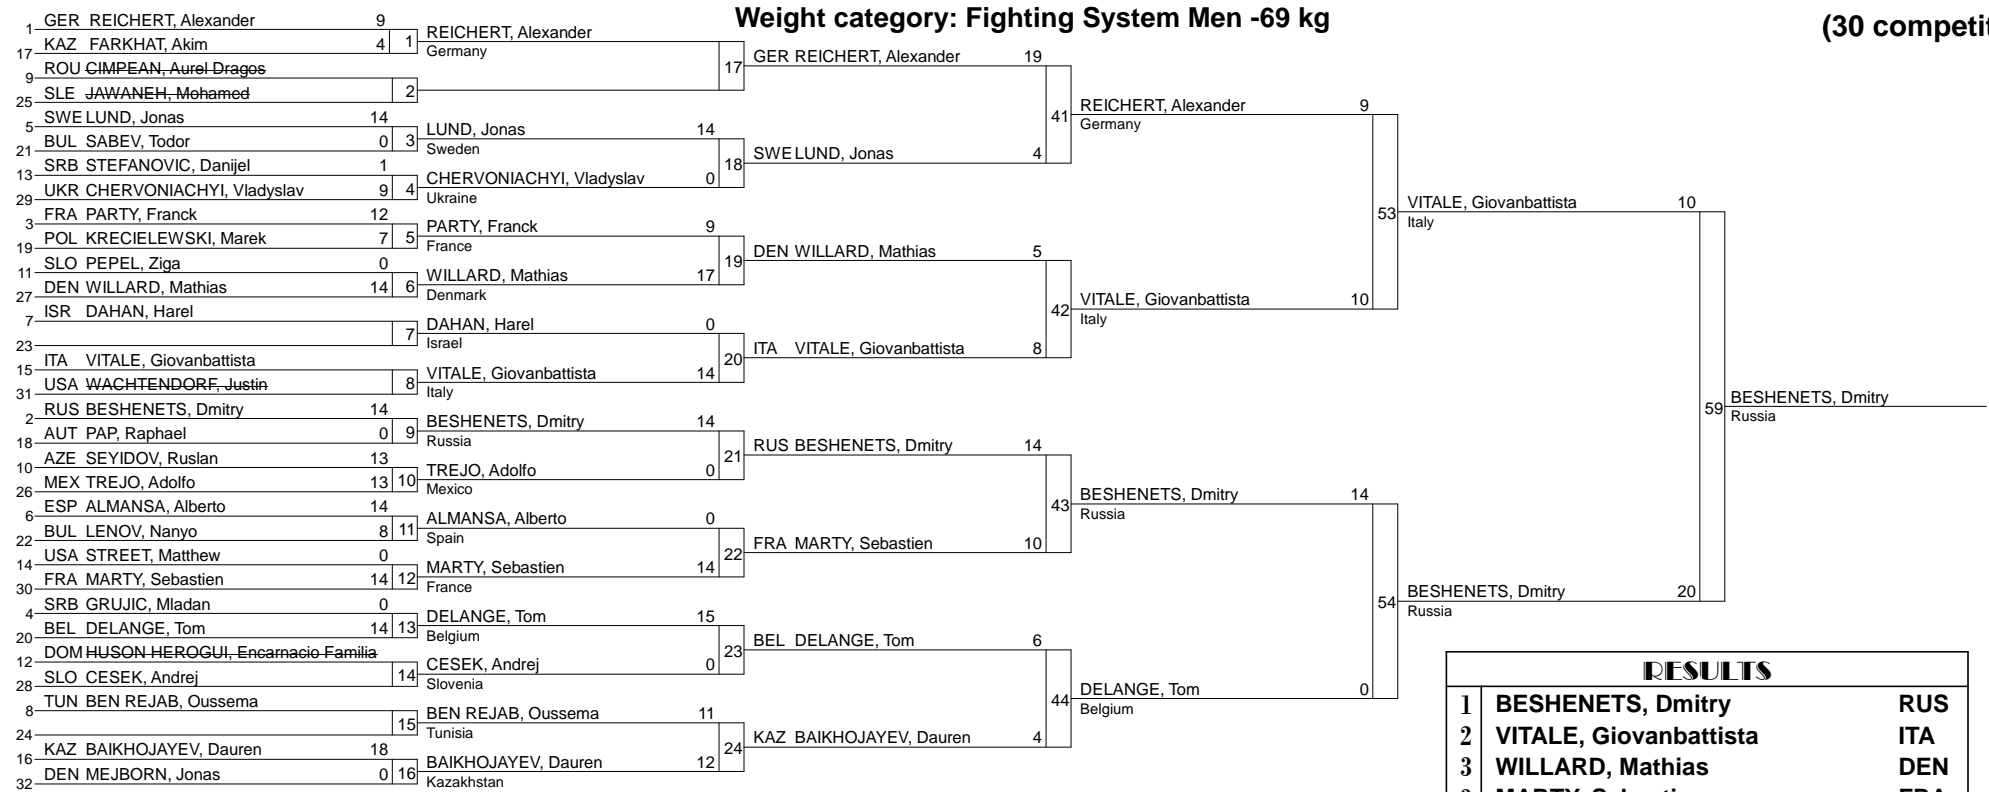 Weight category: Fighting System Men -69 kg
(30 competit
1 GER REICHERT, Alexander 9
17 KAZ FARKHAT, Akim 4
1
9 ROU CIMPEAN, Aurel Dragos
25 SLE JAWANEH, Mohamed
2
5 SWE LUND, Jonas 14
21 BUL SABEV, Todor 0
3
13 SRB STEFANOVIC, Danijel 1
29 UKR CHERVONIACHYI, Vladyslav 9
4
3 FRA PARTY, Franck 12
19 POL KRECIELEWSKI, Marek 7
5
11 SLO PEPEL, Ziga 0
27 DEN WILLARD, Mathias 14
6
7 ISR DAHAN, Harel
23
7
15 ITA VITALE, Giovanbattista
31 USA WACHTENDORF, Justin
8
2 RUS BESHENETS, Dmitry 14
18 AUT PAP, Raphael 0
9
10 AZE SEYIDOV, Ruslan 13
26 MEX TREJO, Adolfo 13
10
6 ESP ALMANSA, Alberto 14
22 BUL LENOV, Nanyo 8
11
14 USA STREET, Matthew 0
30 FRA MARTY, Sebastien 14
12
4 SRB GRUJIC, Mladan 0
20 BEL DELANGE, Tom 14
13
12 DOM HUSON HEROGUI, Encarnacio Familia
28 SLO CESEK, Andrej
14
8 TUN BEN REJAB, Oussema
24
15
16 KAZ BAIKHOJAYEV, Dauren 18
32 DEN MEJBORN, Jonas 0
16
REICHERT, Alexander
Germany
17
LUND, Jonas 14
Sweden
CHERVONIACHYI, Vladyslav 0
Ukraine
18
PARTY, Franck 9
France
WILLARD, Mathias 17
Denmark
19
DAHAN, Harel 0
Israel
VITALE, Giovanbattista 14
Italy
20
BESHENETS, Dmitry 14
Russia
TREJO, Adolfo 0
Mexico
21
ALMANSA, Alberto 0
Spain
MARTY, Sebastien 14
France
22
DELANGE, Tom 15
Belgium
CESEK, Andrej 0
Slovenia
23
BEN REJAB, Oussema 11
Tunisia
BAIKHOJAYEV, Dauren 12
Kazakhstan
24
GER REICHERT, Alexander 19
SWE LUND, Jonas 4
41
DEN WILLARD, Mathias 5
ITA VITALE, Giovanbattista 8
42
RUS BESHENETS, Dmitry 14
FRA MARTY, Sebastien 10
43
BEL DELANGE, Tom 6
KAZ BAIKHOJAYEV, Dauren 4
44
REICHERT, Alexander 9
Germany
VITALE, Giovanbattista 10
Italy
53
BESHENETS, Dmitry 14
Russia
DELANGE, Tom 0
Belgium
54
VITALE, Giovanbattista 10
Italy
BESHENETS, Dmitry 20
Russia
59
BESHENETS, Dmitry
Russia
RESULTS
1 BESHENETS, Dmitry RUS
2 VITALE, Giovanbattista ITA
3 WILLARD, Mathias DEN